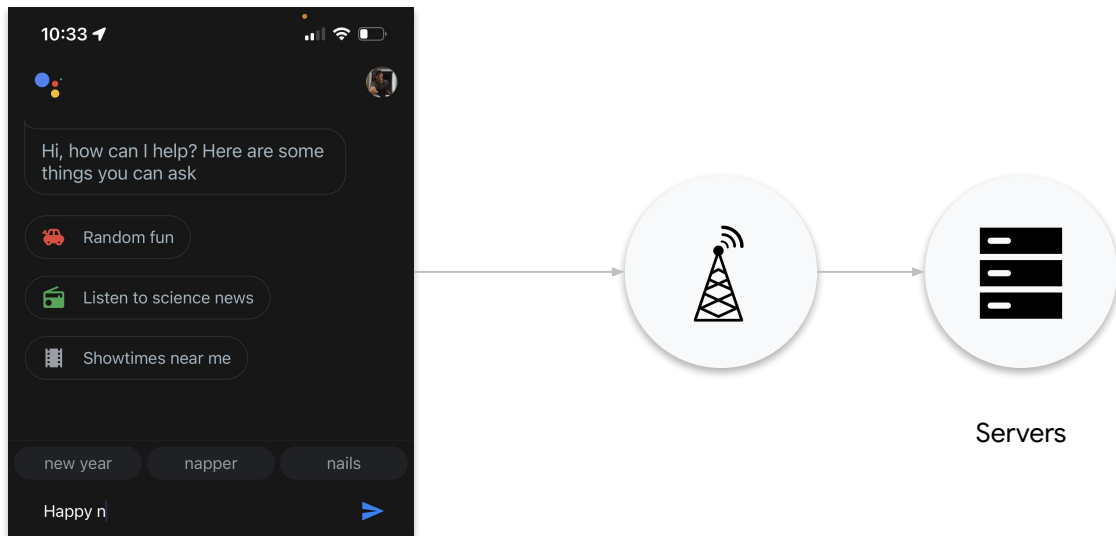 10:33
Hi, how can I help? Here are some
things you can ask
Random fun
Listen to science news
Showtimes near me
new year
napper
nails
Happy n
Servers